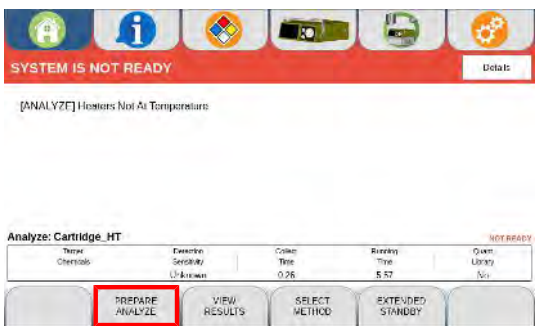 SYSTEM IS NOT READY
Details
[ANALYZE] Heaters Not At Temperature
Analyze: Cartridge_HT
NOT READY
Target Chemicals
Detection Sensitivity
Collect Time
Running Time
Quant Library
Unknown
0.26
5.57
No
PREPARE ANALYZE
VIEW RESULTS
SELECT METHOD
EXTENDED STANDBY